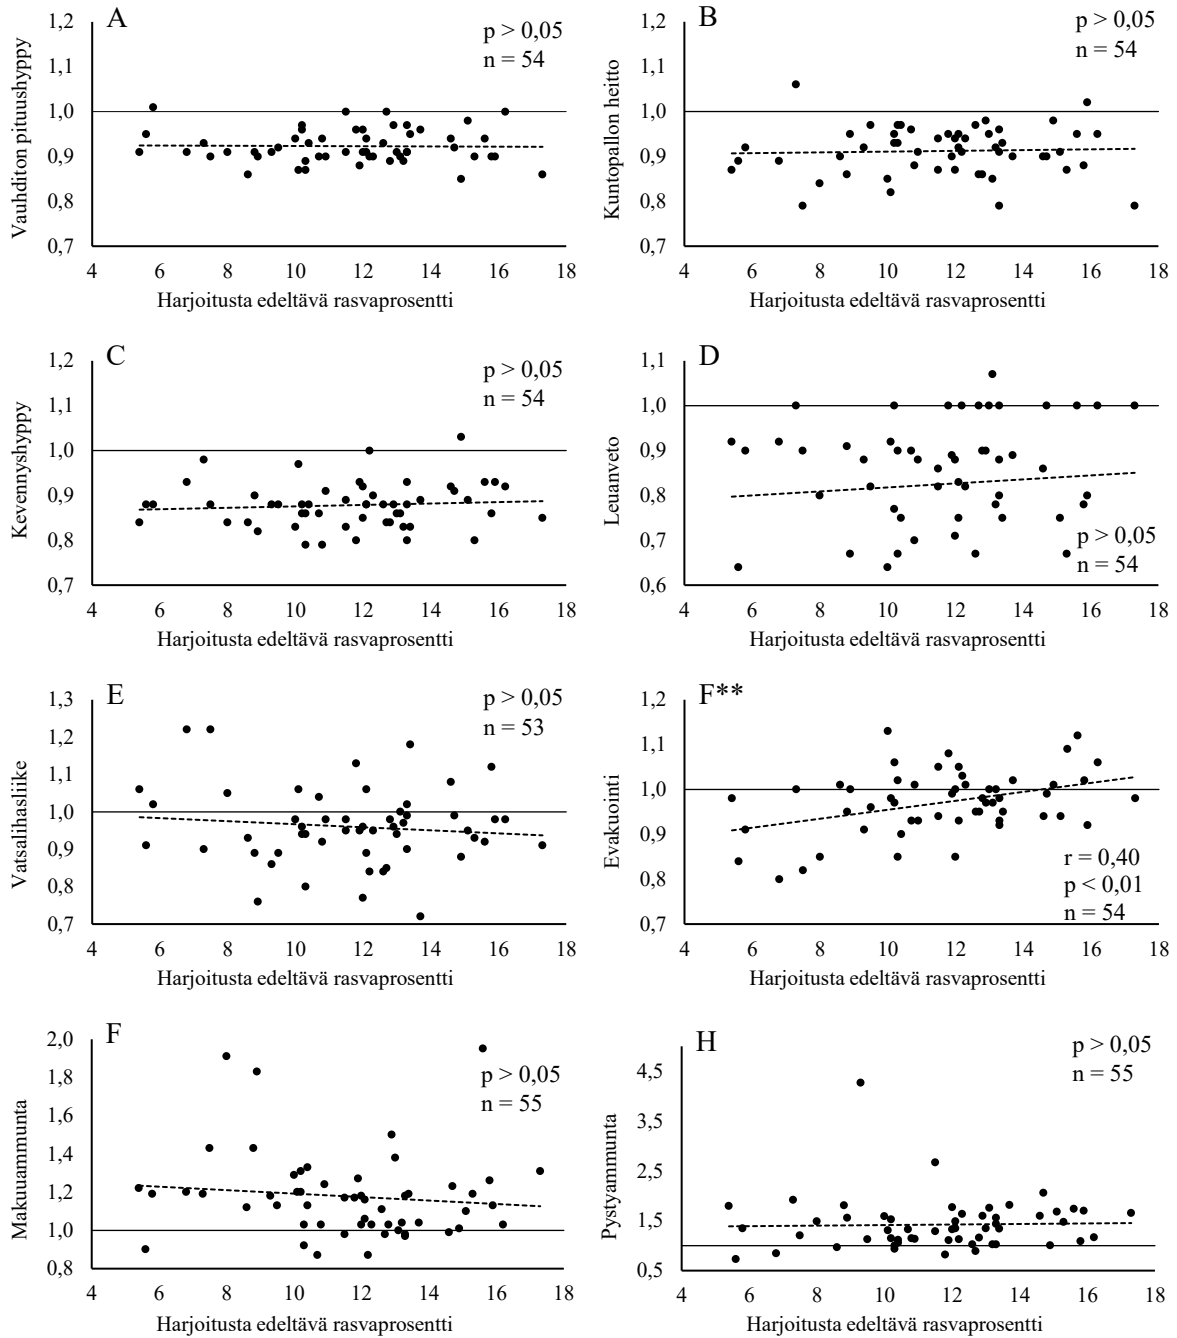 A
p > 0,05
n = 54
1,2
1,1
1,0
0,9
0,8
0,7
Vauhditon pituushyppy
4 6 8 10 12 14 16 18
Harjoitusta edeltävä rasvaprosentti
B
p > 0,05
n = 54
1,2
1,1
1,0
0,9
0,8
0,7
Kuntopallon heitto
4 6 8 10 12 14 16 18
Harjoitusta edeltävä rasvaprosentti
C
p > 0,05
n = 54
1,2
1,1
1,0
0,9
0,8
0,7
Kevennyshyppy
4 6 8 10 12 14 16 18
Harjoitusta edeltävä rasvaprosentti
D
1,1
1,0
0,9
0,8
0,7
0,6
Leuanveto
p > 0,05
n = 54
4 6 8 10 12 14 16 18
Harjoitusta edeltävä rasvaprosentti
E
p > 0,05
n = 53
1,3
1,2
1,1
1,0
0,9
0,8
0,7
Vatsalihasliike
4 6 8 10 12 14 16 18
Harjoitusta edeltävä rasvaprosentti
F**
1,2
1,1
1,0
0,9
0,8
0,7
Evakuointi
r = 0,40
p < 0,01
n = 54
4 6 8 10 12 14 16 18
Harjoitusta edeltävä rasvaprosentti
F
p > 0,05
n = 55
2,0
1,8
1,6
1,4
1,2
1,0
0,8
Makuuammunta
4 6 8 10 12 14 16 18
Harjoitusta edeltävä rasvaprosentti
H
p > 0,05
n = 55
4,5
3,5
2,5
1,5
0,5
Pystyammunta
4 6 8 10 12 14 16 18
Harjoitusta edeltävä rasvaprosentti